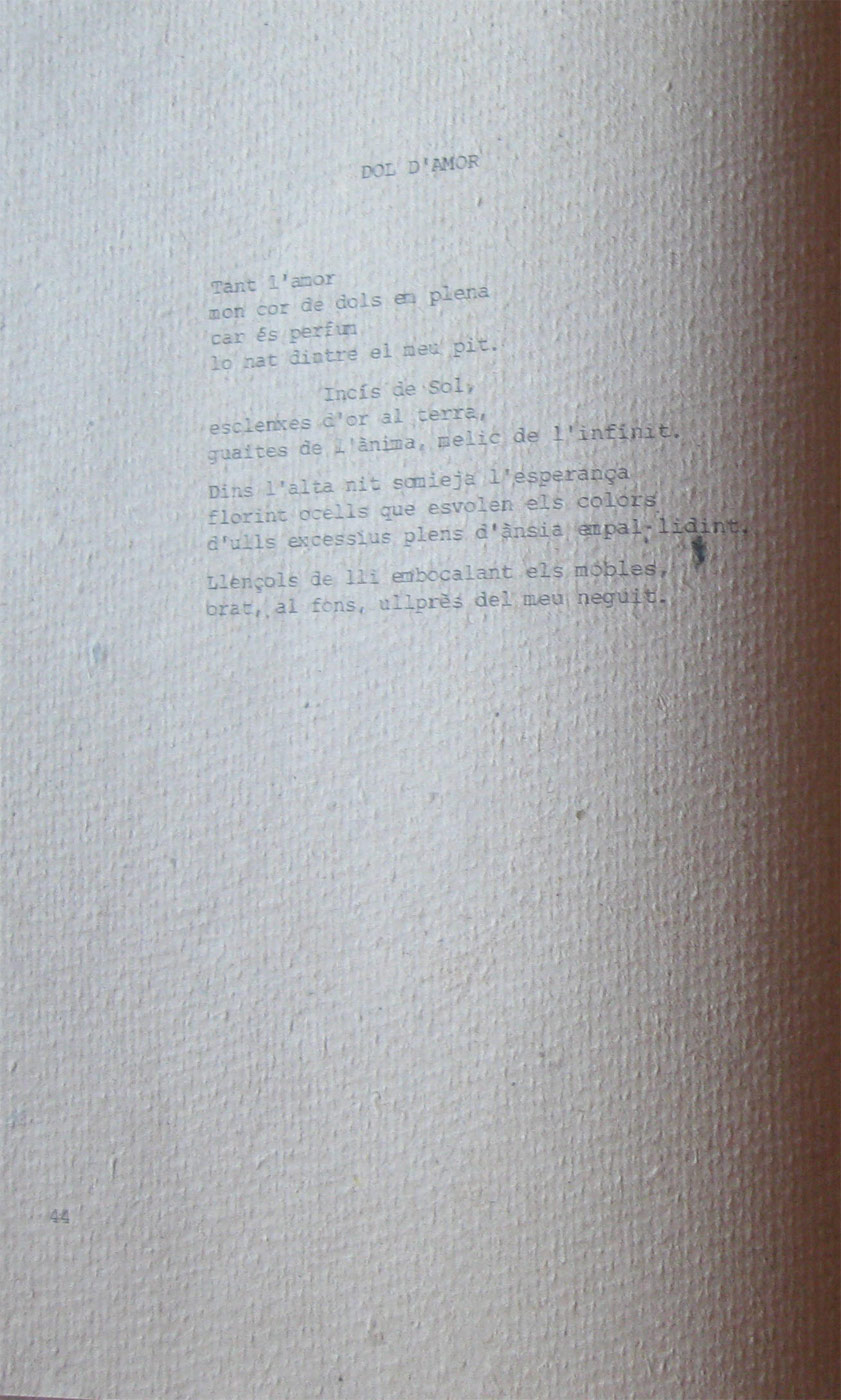 DOL D'AMOR
Tant l'amor
mon cor de dols em plena
car és perfum
lo nat dintre el meu pit.
Incís de Sol,
esclenxes d'or al terra,
guaites de l'ànima, melic de l'infinit.
Dins l'alta nit somieja l'esperança
florint ocells que esvolen els colors
d'ulls excessius plens d'ànsia empal·lidint.
Llençols de lli embocalant els mobles,
brat, al fons, ullprès del meu neguit.
44